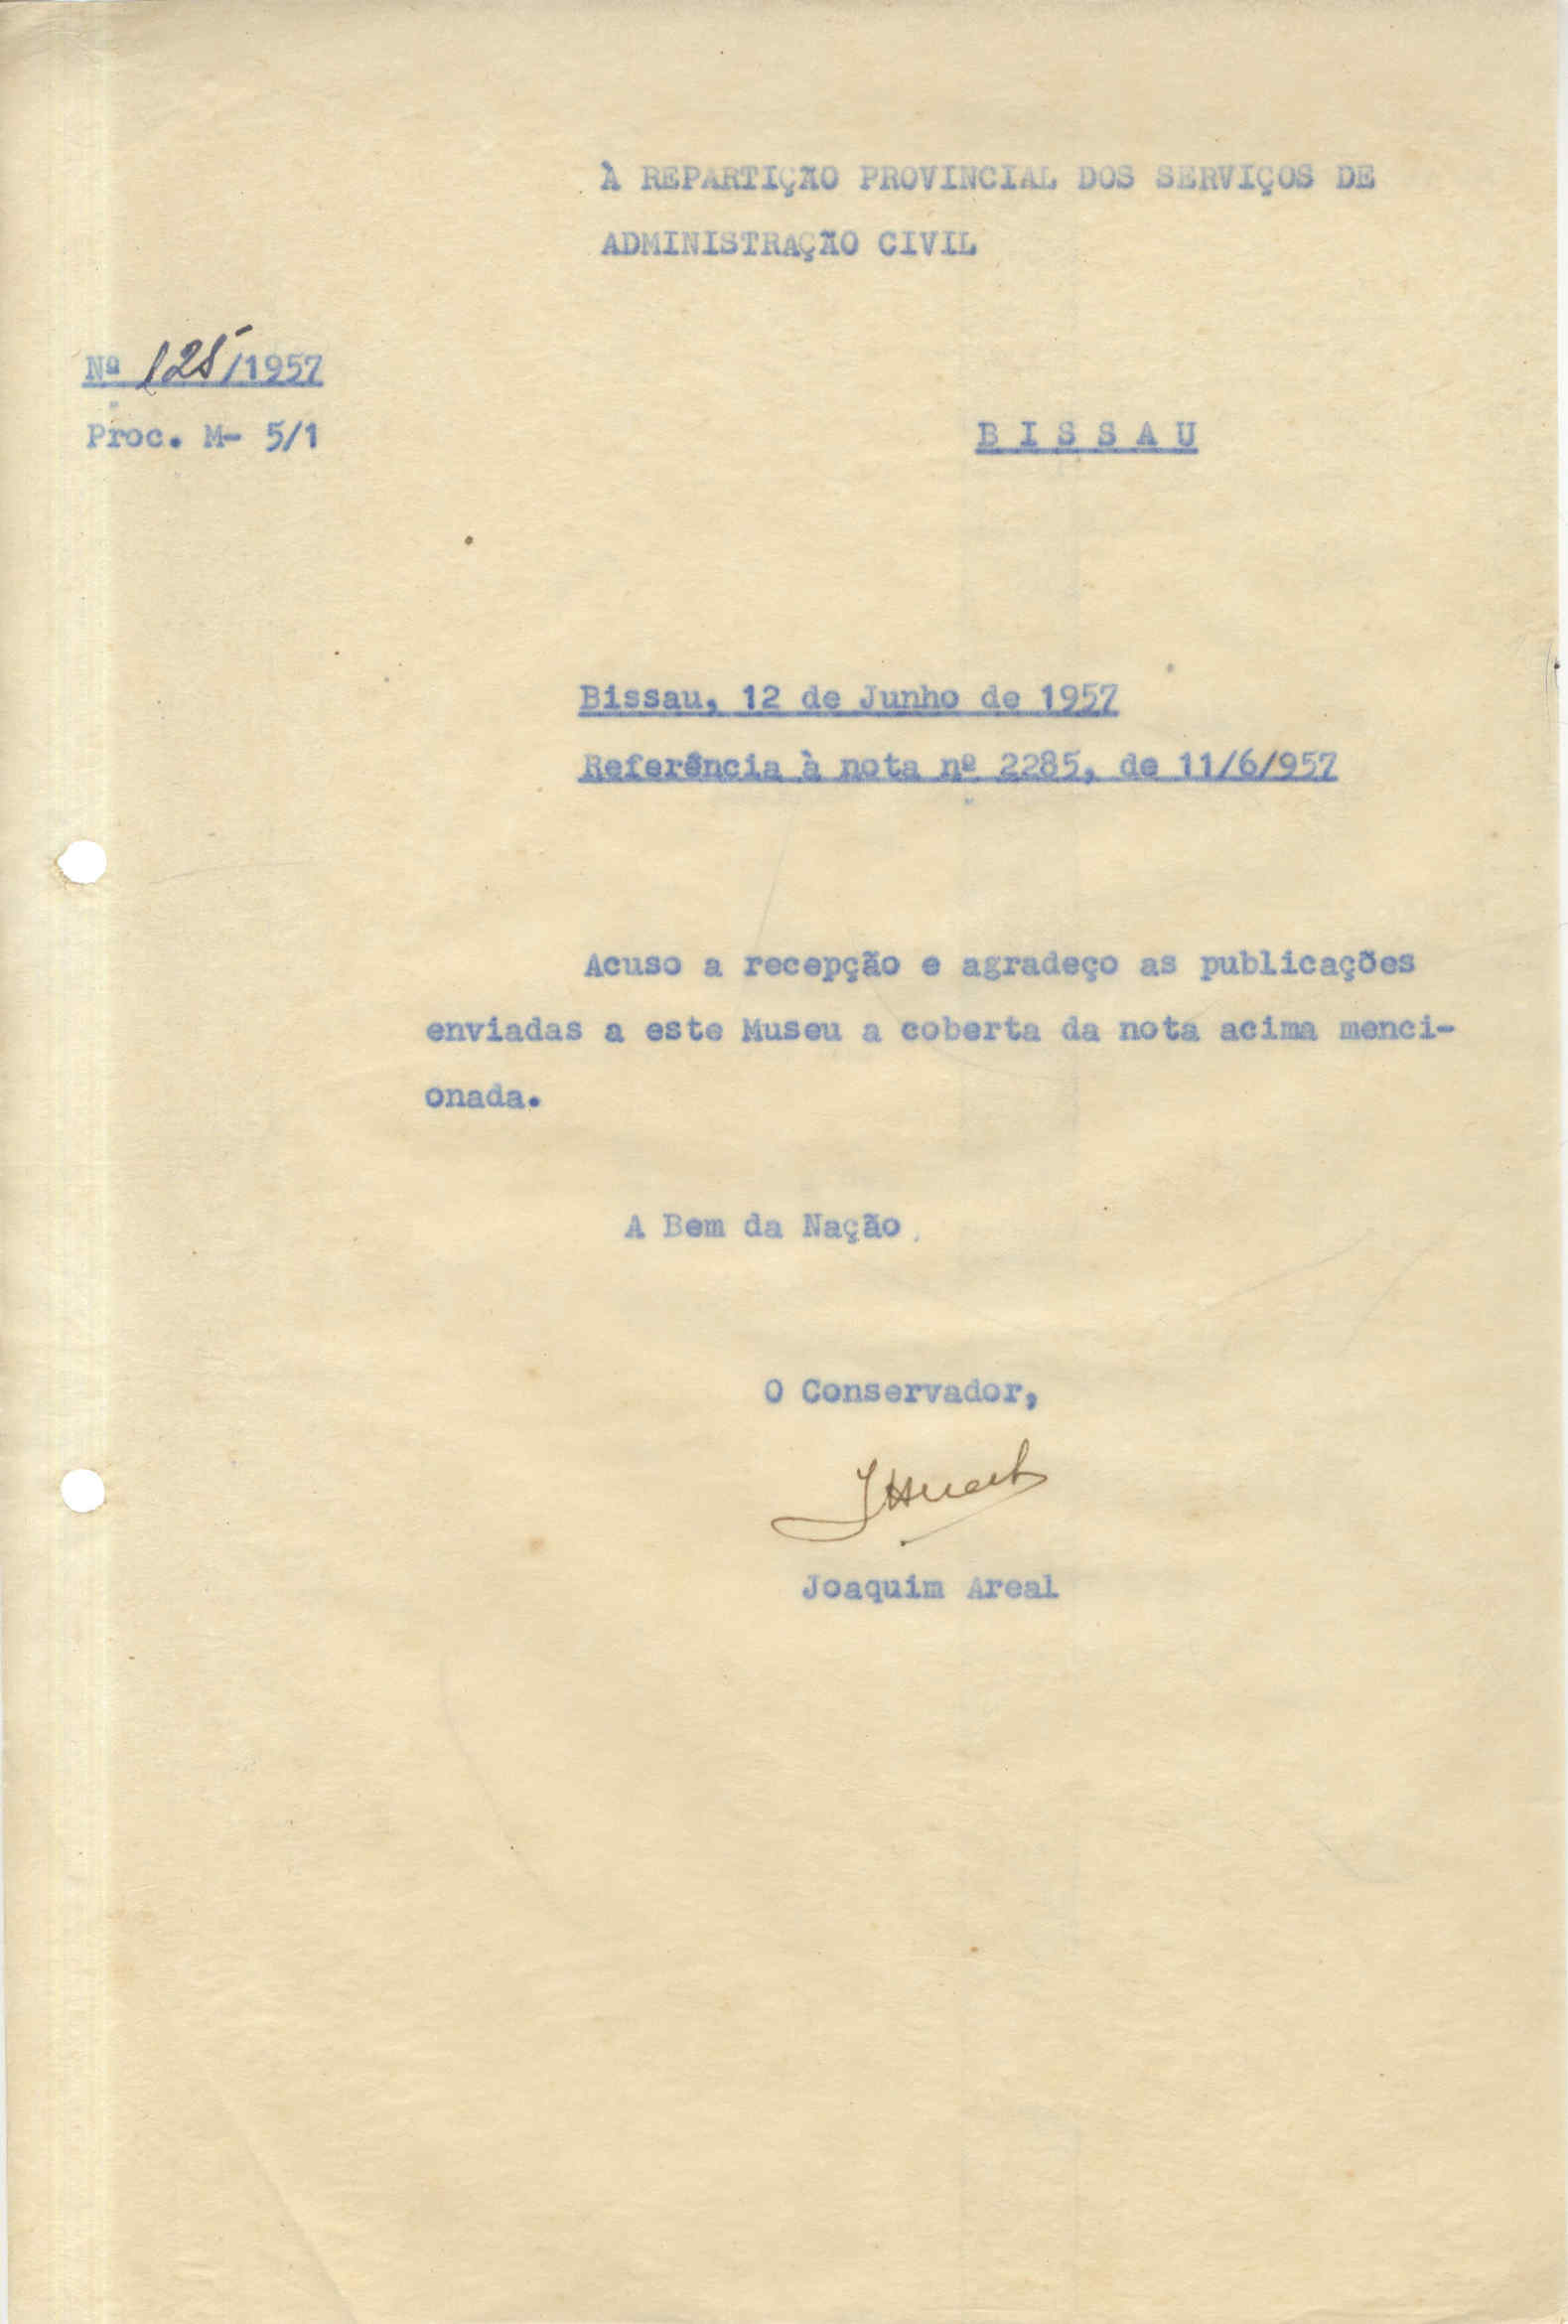 À REPARTIÇÃO PROVINCIAL DOS SERVIÇOS DE
ADMINISTRAÇÃO CIVIL
Nº 125/1957
Proc. M- 5/1
BISSAU
Bissau, 12 de Junho de 1957
Referência à nota nº 2285, de 11/6/957
Acuso a recepção e agradeço as publicações
enviadas a este Museu a coberta da nota acima menci-
onada.
A Bem da Nação
O Conservador,
Joaquim Areal